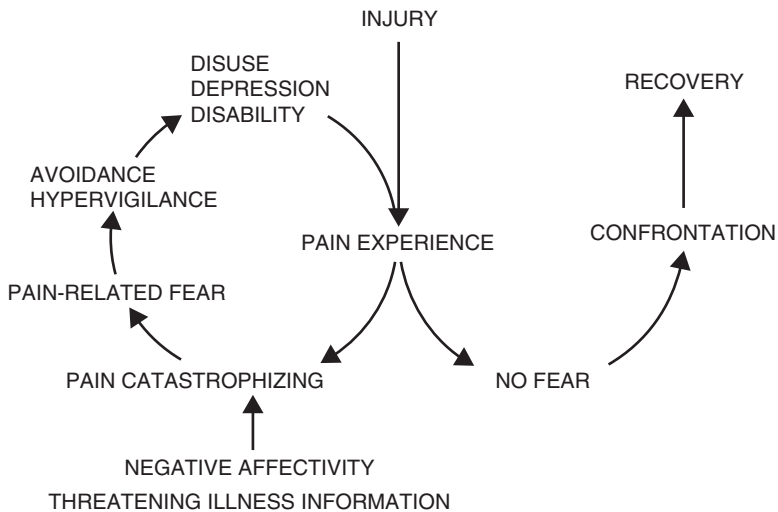 INJURY
DISUSE
DEPRESSION
DISABILITY
RECOVERY
AVOIDANCE
HYPERVIGILANCE
PAIN EXPERIENCE
CONFRONTATION
PAIN-RELATED FEAR
PAIN CATASTROPHIZING
NO FEAR
NEGATIVE AFFECTIVITY
THREATENING ILLNESS INFORMATION